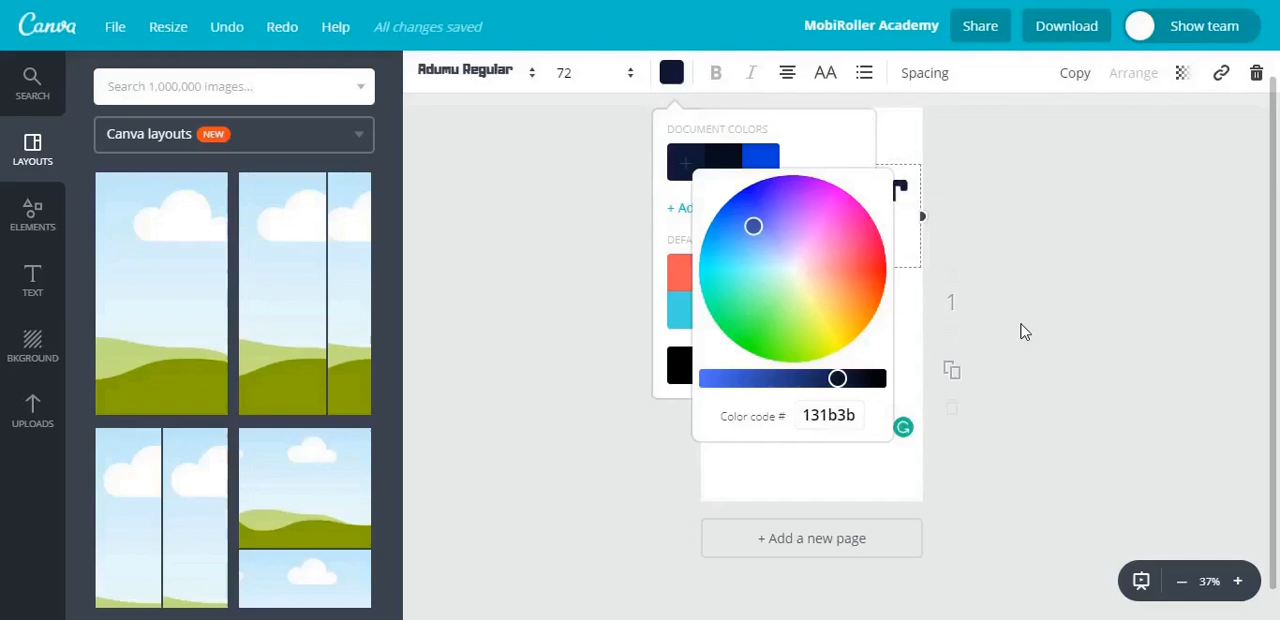 Canva
File
Resize
Undo
Redo
Help
All changes saved
MobiRoller Academy
Share
Download
Show team
SEARCH
LAYOUTS
ELEMENTS
TEXT
BKGROUND
UPLOADS
Search 1,000,000 images...
Canva layouts NEW
Adumu Regular
72
B
I
AA
Spacing
Copy
Arrange
DOCUMENT COLORS
+ Ad
DEFA
Color code #
131b3b
r
1
+ Add a new page
37%